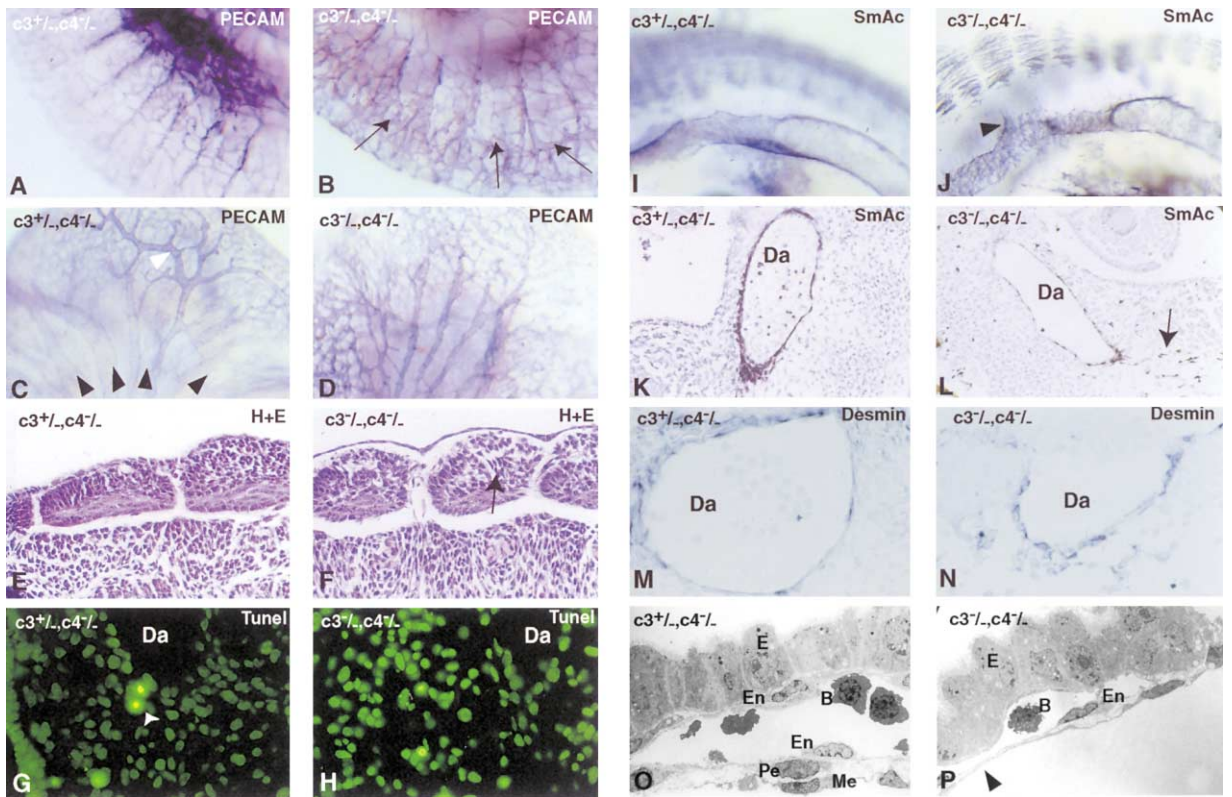 c3+/-,c4-/- PECAM
A
c3-/-,c4-/- PECAM
B
c3+/-,c4-/- SmAc
I
c3-/-,c4-/- SmAc
J
c3+/-,c4-/- PECAM
C
c3-/-,c4-/- PECAM
D
c3+/-,c4-/- SmAc
Da
K
c3-/-,c4-/- SmAc
Da
L
c3+/-,c4-/- H+E
E
c3-/-,c4-/- H+E
F
c3+/-,c4-/- Desmin
Da
M
c3-/-,c4-/- Desmin
Da
N
c3+/-,c4-/- Tunel
Da
G
c3-/-,c4-/- Tunel
Da
H
c3+/-,c4-/-
E
En B
En
Pe
Me
O
c3-/-,c4-/-
E
B En
P